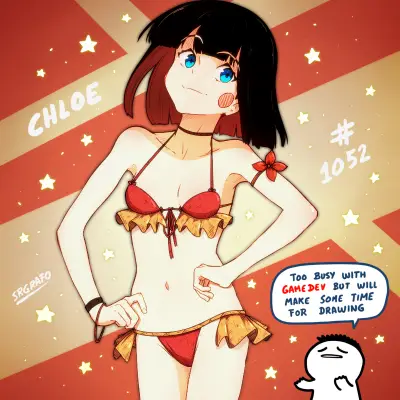 CHLOE
#
1052
SRGRAFO
TOO BUSY WITH
GAMEDEV BUT WILL
MAKE SOME TIME
FOR DRAWING